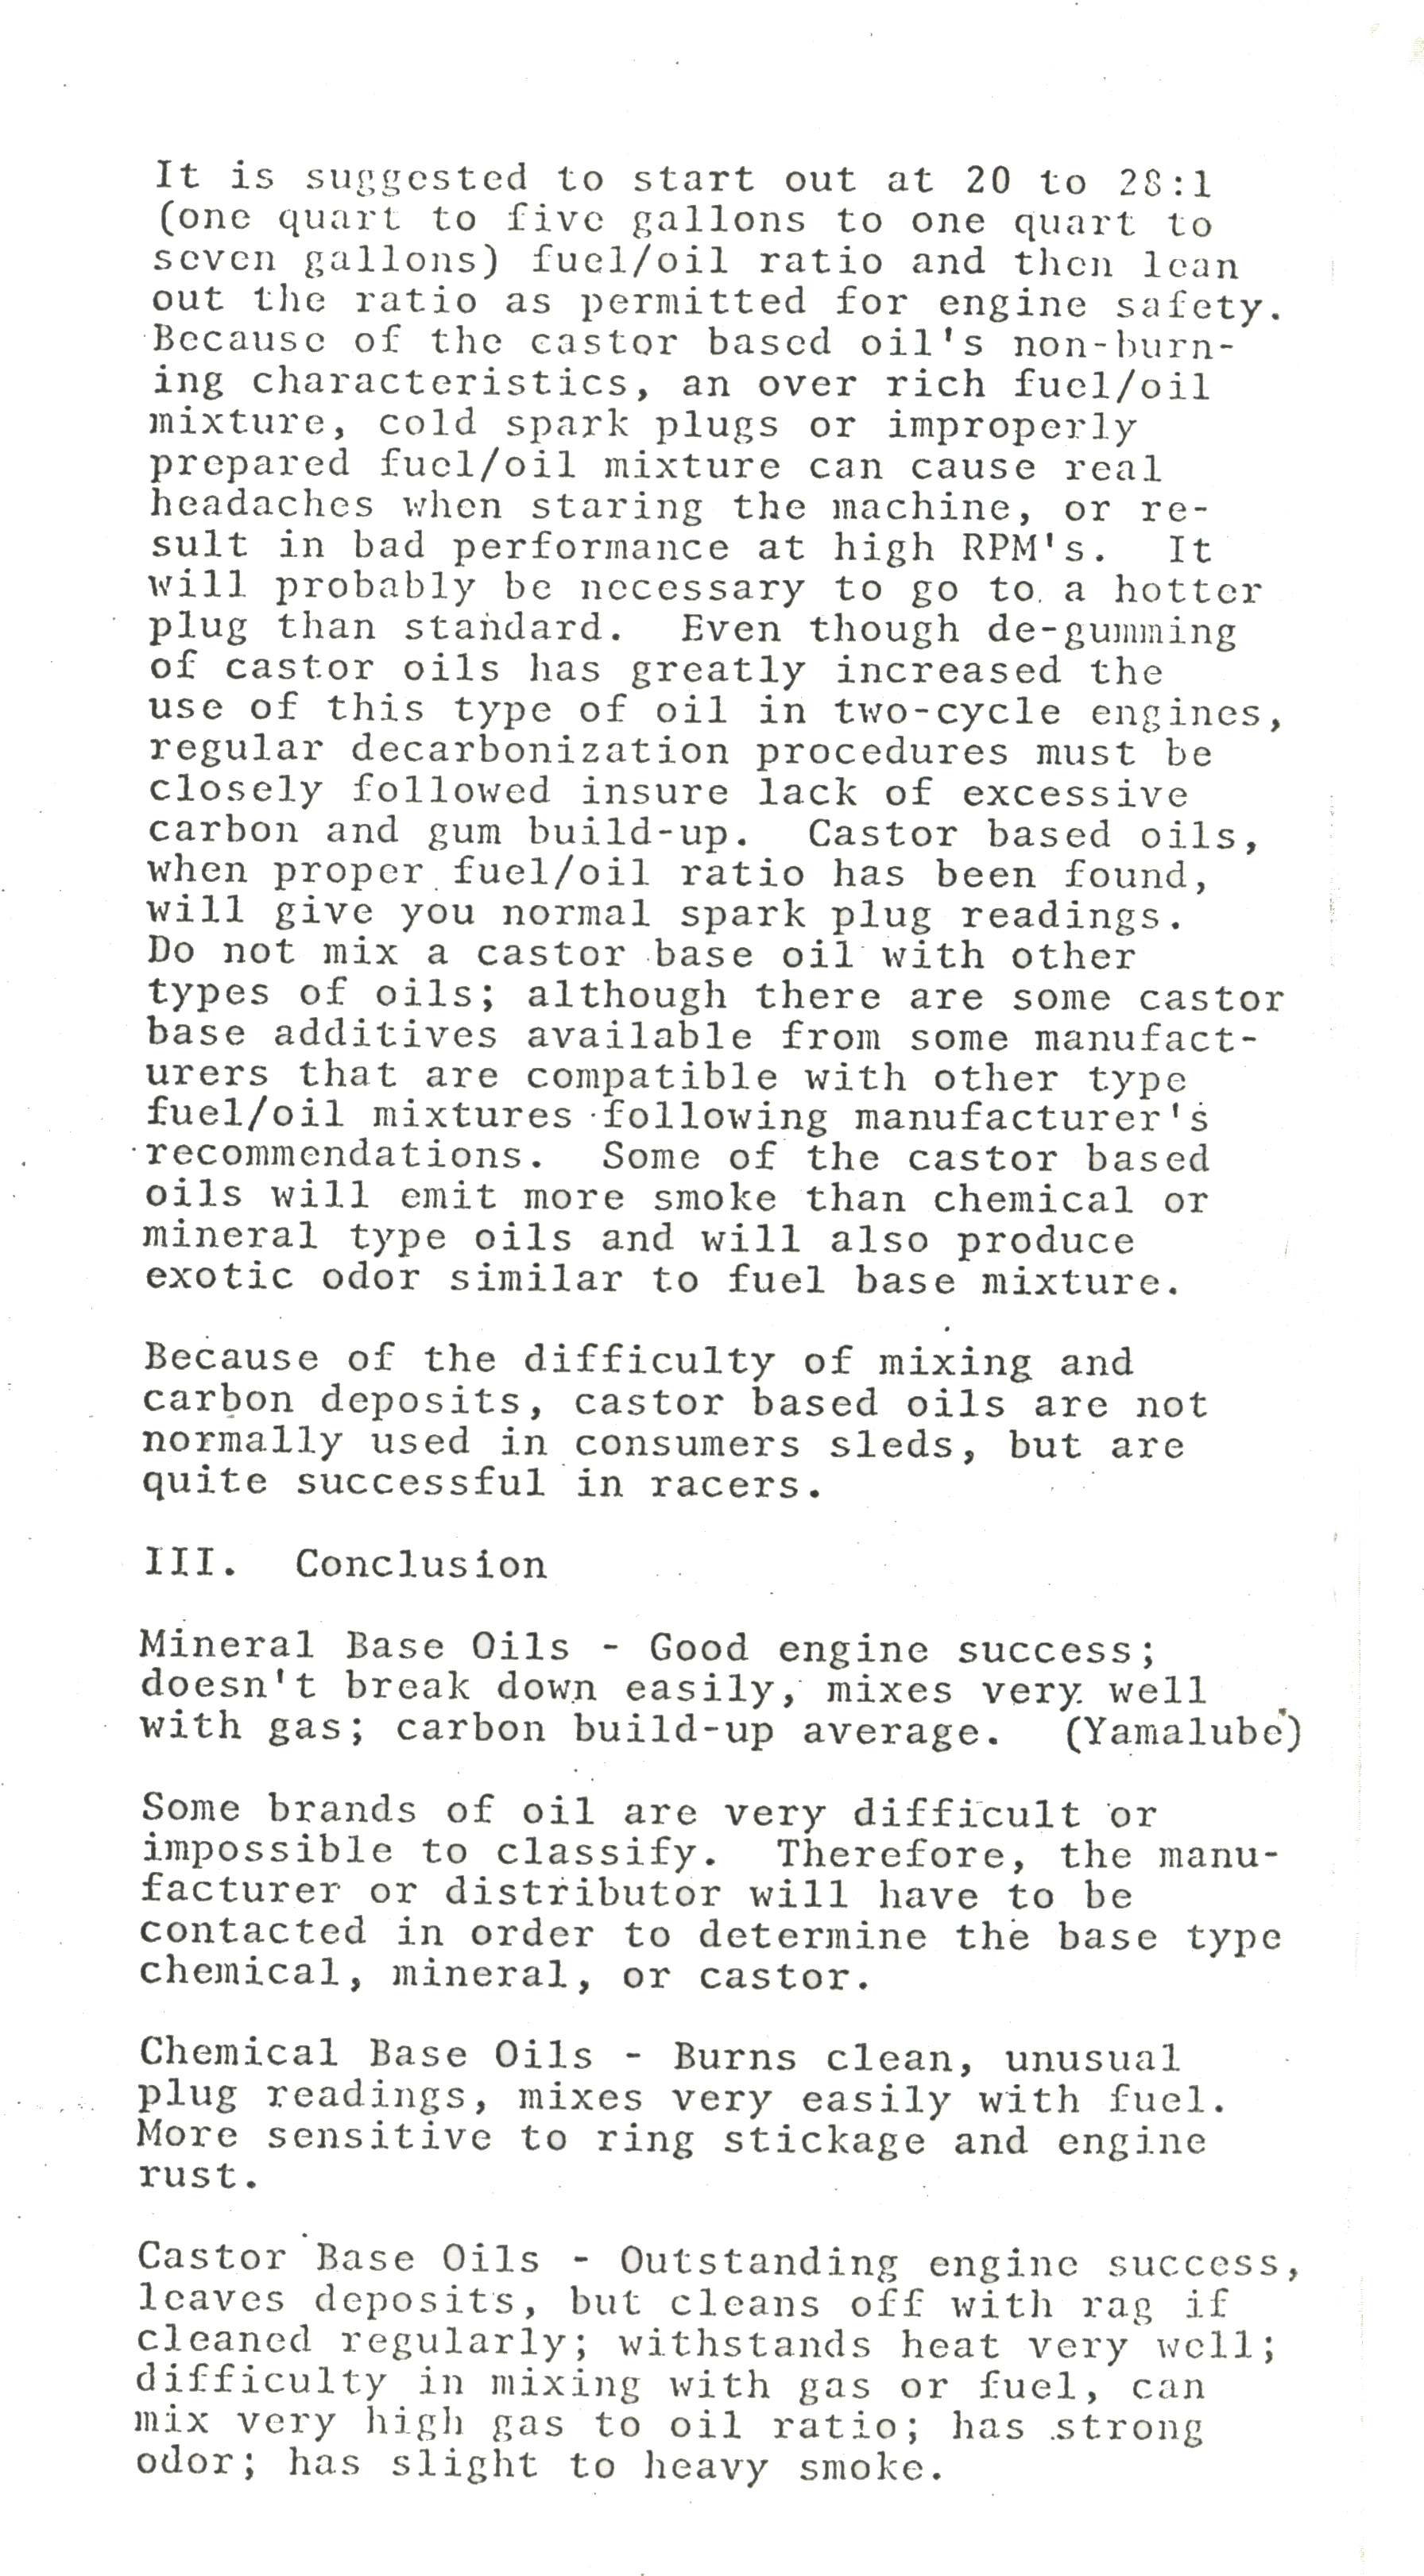 It is suggested to start out at 20 to 28:1
(one quart to five gallons to one quart to
seven gallons) fuel/oil ratio and then lean
out the ratio as permitted for engine safety.
Because of the castor based oil's non-burn-
ing characteristics, an over rich fuel/oil
mixture, cold spark plugs or improperly
prepared fuel/oil mixture can cause real
headaches when staring the machine, or re-
sult in bad performance at high RPM's.  It
will probably be necessary to go to a hotter
plug than standard.  Even though de-gumming
of castor oils has greatly increased the
use of this type of oil in two-cycle engines,
regular decarbonization procedures must be
closely followed insure lack of excessive
carbon and gum build-up.  Castor based oils,
when proper fuel/oil ratio has been found,
will give you normal spark plug readings.
Do not mix a castor base oil with other
types of oils; although there are some castor
base additives available from some manufact-
urers that are compatible with other type
fuel/oil mixtures following manufacturer's
recommendations.  Some of the castor based
oils will emit more smoke than chemical or
mineral type oils and will also produce
exotic odor similar to fuel base mixture.
Because of the difficulty of mixing and
carbon deposits, castor based oils are not
normally used in consumers sleds, but are
quite successful in racers.
III.  Conclusion
Mineral Base Oils - Good engine success;
doesn't break down easily, mixes very well
with gas; carbon build-up average.  (Yamalube)
Some brands of oil are very difficult or
impossible to classify.  Therefore, the manu-
facturer or distributor will have to be
contacted in order to determine the base type
chemical, mineral, or castor.
Chemical Base Oils - Burns clean, unusual
plug readings, mixes very easily with fuel.
More sensitive to ring stickage and engine
rust.
Castor Base Oils - Outstanding engine success,
leaves deposits, but cleans off with rag if
cleaned regularly; withstands heat very well;
difficulty in mixing with gas or fuel, can
mix very high gas to oil ratio; has strong
odor; has slight to heavy smoke.